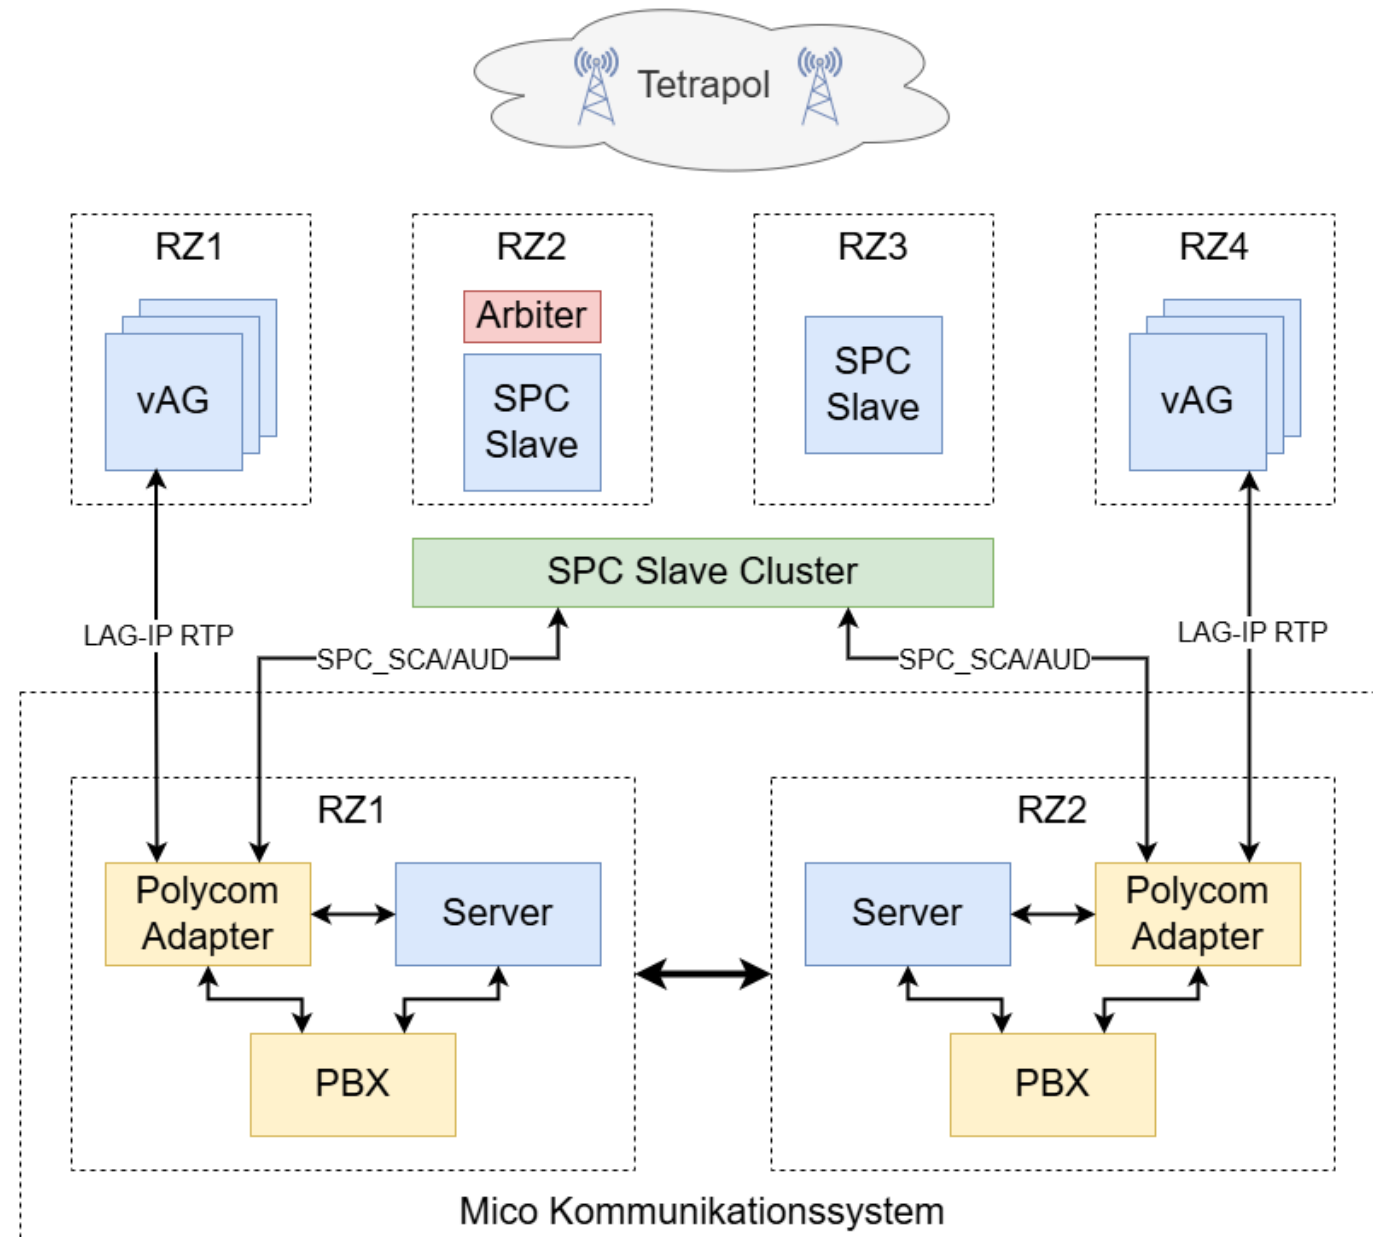 Tetrapol
RZ1
RZ2
RZ3
RZ4
Arbiter
vAG
SPC
Slave
SPC
Slave
vAG
SPC Slave Cluster
LAG-IP RTP
SPC_SCA/AUD
SPC_SCA/AUD
LAG-IP RTP
RZ1
RZ2
Polycom
Adapter
Server
Server
Polycom
Adapter
PBX
PBX
Mico Kommunikationssystem